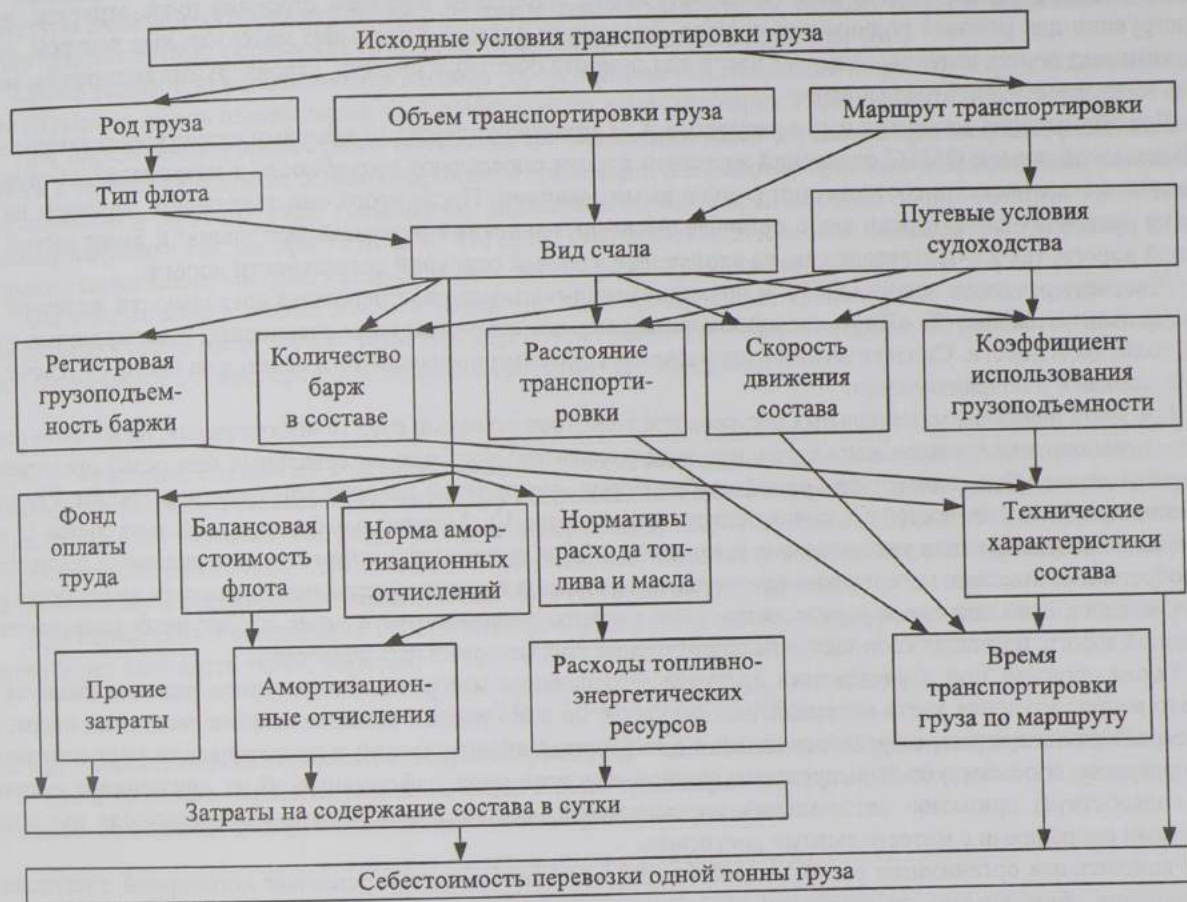 Исходные условия транспортировки груза
Род груза
Объем транспортировки груза
Маршрут транспортировки
Тип флота
Вид счала
Путевые условия
судоходства
Регистровая
грузоподъем-
ность баржи
Количество
барж
в составе
Расстояние
транспорти-
ровки
Скорость
движения
состава
Коэффициент
использования
грузоподъемности
Фонд
оплаты
труда
Балансовая
стоимость
флота
Норма амор-
тизационных
отчислений
Нормативы
расхода топ-
лива и масла
Технические
характеристики
состава
Прочие
затраты
Амортизацион-
ные отчисления
Расходы топливно-
энергетических
ресурсов
Время
транспортировки
груза по маршруту
Затраты на содержание состава в сутки
Себестоимость перевозки одной тонны груза